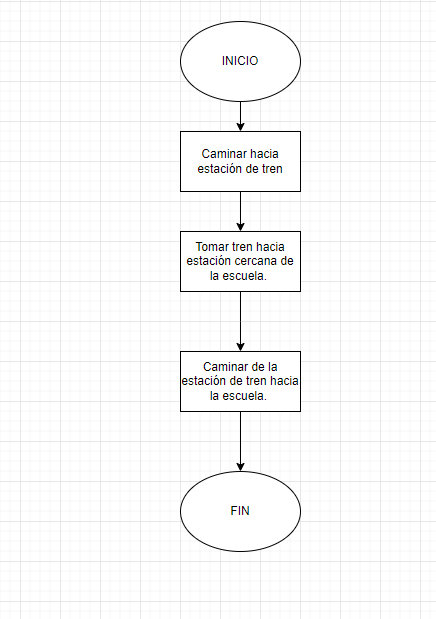 INICIO
Caminar hacia
estación de tren
Tomar tren hacia
estación cercana de
la escuela.
Caminar de la
estación de tren hacia
la escuela.
FIN